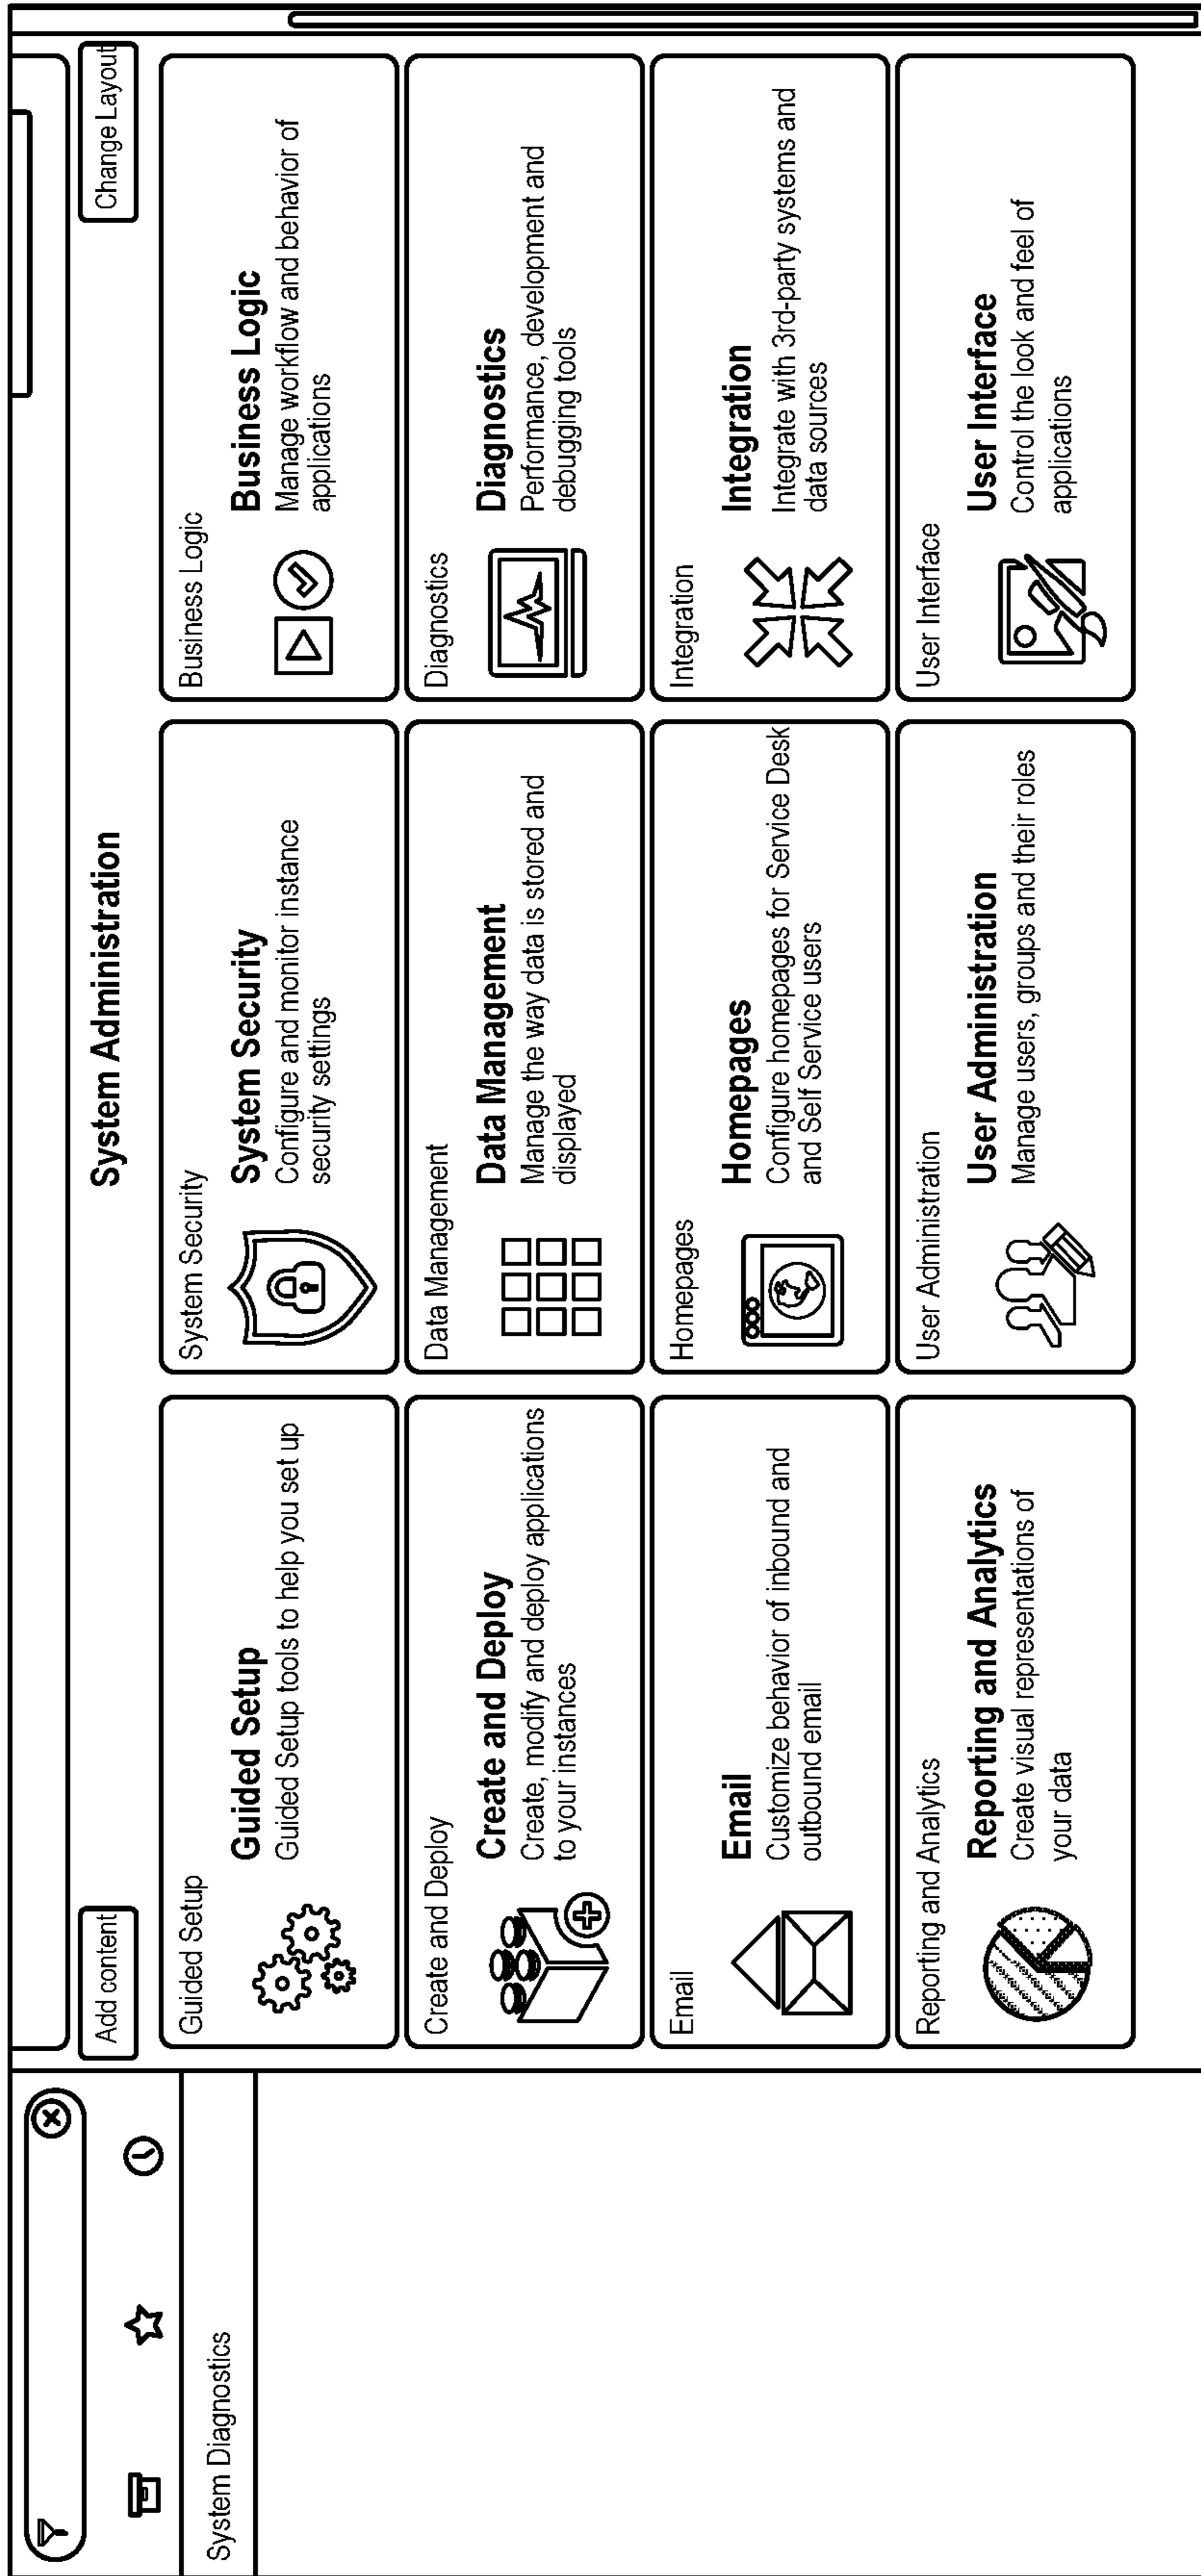 System Diagnostics
Add content
System Administration
Change Layout
Guided Setup
Guided Setup
Guided Setup tools to help you set up
System Security
System Security
Configure and monitor instance
security settings
Business Logic
Business Logic
Manage workflow and behavior of
applications
Create and Deploy
Create and Deploy
Create, modify and deploy applications
to your instances
Data Management
Data Management
Manage the way data is stored and
displayed
Diagnostics
Diagnostics
Performance, development and
debugging tools
Email
Email
Customize behavior of inbound and
outbound email
Homepages
Homepages
Configure homepages for Service Desk
and Self Service users
Integration
Integration
Integrate with 3rd-party systems and
data sources
Reporting and Analytics
Reporting and Analytics
Create visual representations of
your data
User Administration
User Administration
Manage users, groups and their roles
User Interface
User Interface
Control the look and feel of
applications